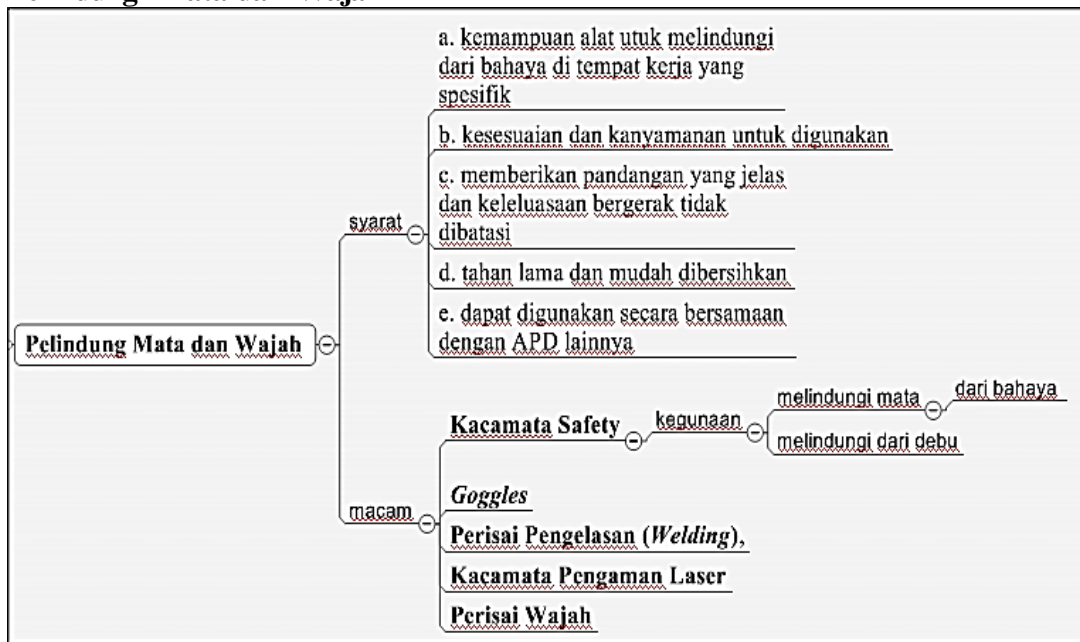 a. kemampuan alat utuk melindungi
dari bahaya di tempat kerja yang
spesifik
b. kesesuaian dan kanyamanan untuk digunakan
c. memberikan pandangan yang jelas
dan keleluasaan bergerak tidak
dibatasi
syarat
d. tahan lama dan mudah dibersihkan
e. dapat digunakan secara bersamaan
dengan APD lainnya
Pelindung Mata dan Wajah
Kacamata Safety
kegunaan
melindungi mata
dari bahaya
melindungi dari debu
macam
Goggles
Perisai Pengelasan (Welding),
Kacamata Pengaman Laser
Perisai Wajah